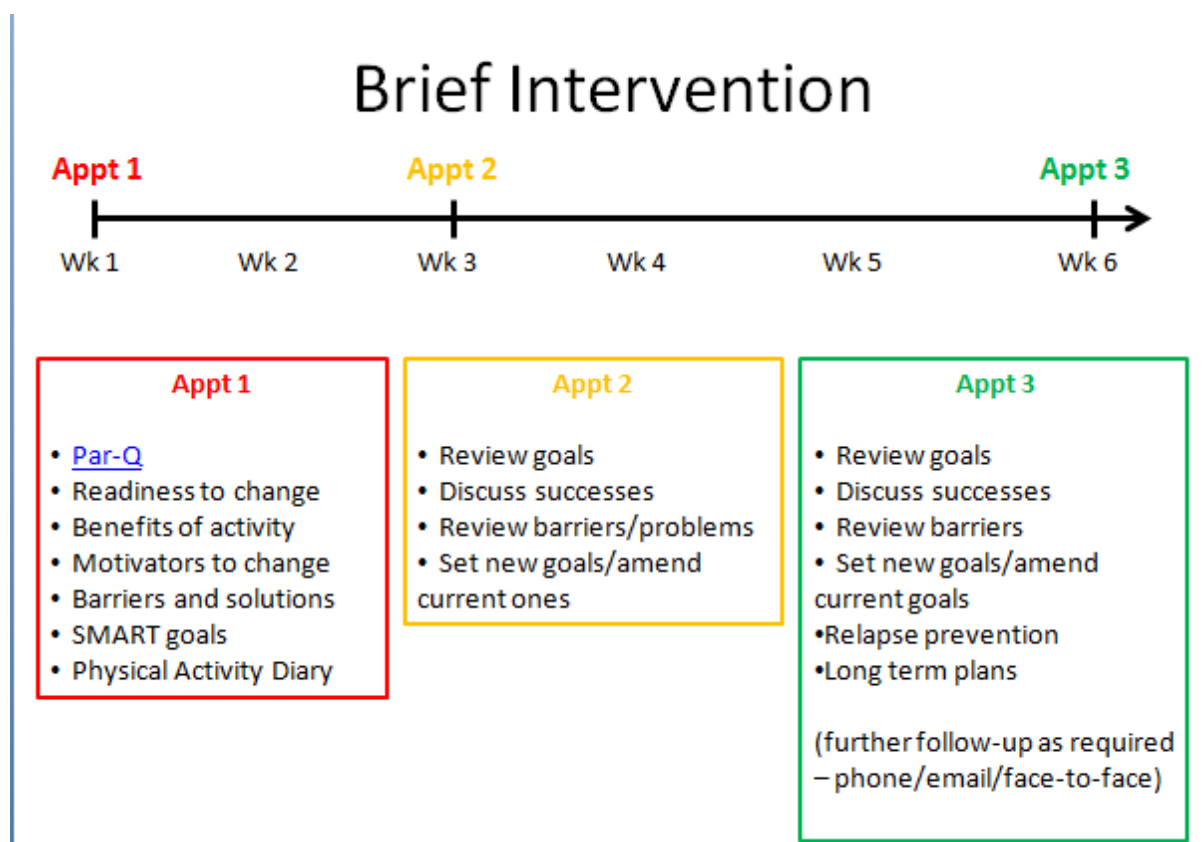 Brief Intervention
Appt 1
Appt 2
Appt 3
Wk 1
Wk 2
Wk 3
Wk 4
Wk 5
Wk 6
Appt 1
• Par-Q
• Readiness to change
• Benefits of activity
• Motivators to change
• Barriers and solutions
• SMART goals
• Physical Activity Diary
Appt 2
• Review goals
• Discuss successes
• Review barriers/problems
• Set new goals/amend
current ones
Appt 3
• Review goals
• Discuss successes
• Review barriers
• Set new goals/amend
current goals
•Relapse prevention
•Long term plans
(further follow-up as required
– phone/email/face-to-face)